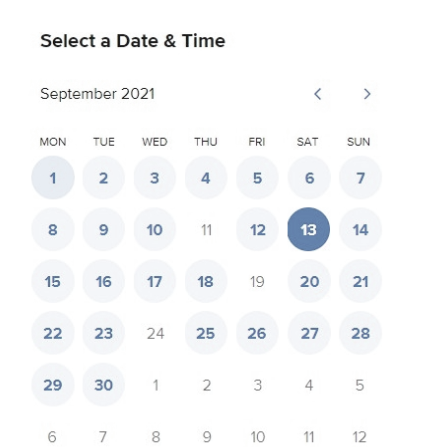 Select a Date & Time
September 2021
MON TUE WED THU FRI SAT SUN
1 2 3 4 5 6 7
8 9 10 11 12 13 14
15 16 17 18 19 20 21
22 23 24 25 26 27 28
29 30 1 2 3 4 5
6 7 8 9 10 11 12